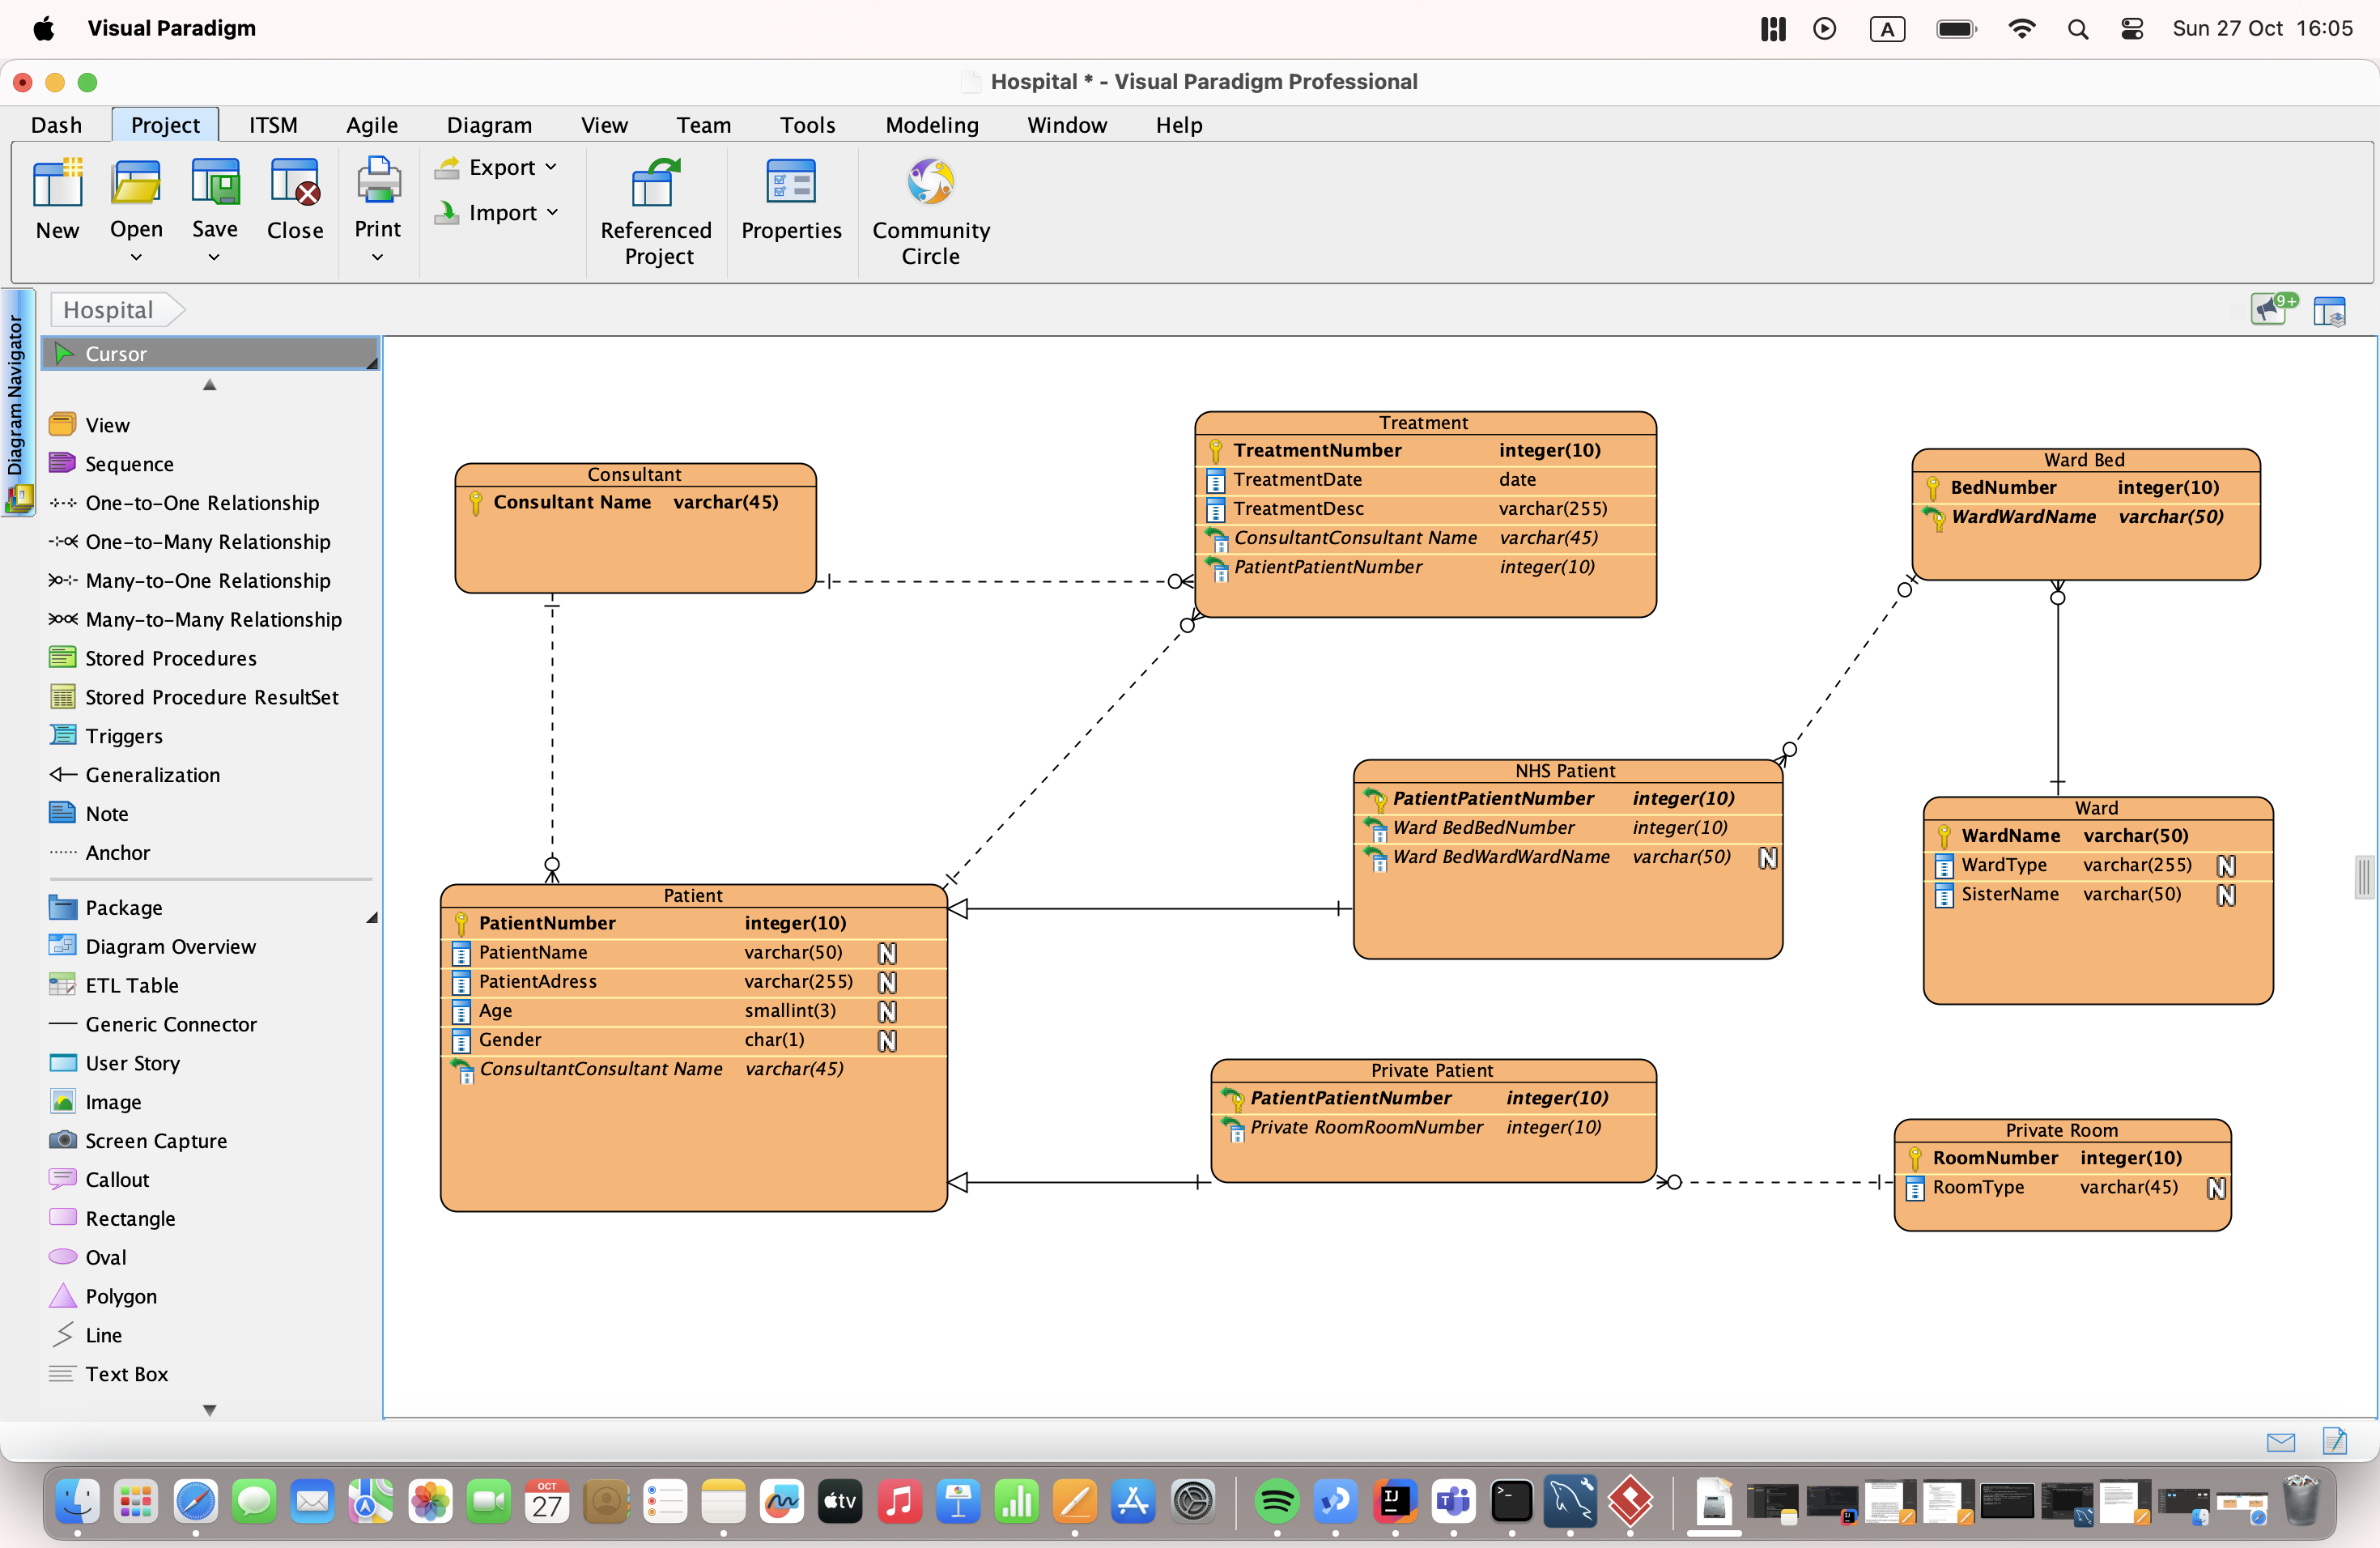 Visual Paradigm
A
Sun 27 Oct 16:05
Hospital * - Visual Paradigm Professional
Dash
Project
ITSM
Agile
Diagram
View
Team
Tools
Modeling
Window
Help
New
Open
Save
Close
Print
Export
Import
Referenced
Project
Properties
Community
Circle
Diagram Navigator
Hospital
9+
Cursor
View
Sequence
One-to-One Relationship
One-to-Many Relationship
Many-to-One Relationship
Many-to-Many Relationship
Stored Procedures
Stored Procedure ResultSet
Triggers
Generalization
Note
Anchor
Package
Diagram Overview
ETL Table
Generic Connector
User Story
Image
Screen Capture
Callout
Rectangle
Oval
Polygon
Line
Text Box
Consultant
Consultant Name varchar(45)
Treatment
TreatmentNumber integer(10)
TreatmentDate date
TreatmentDesc varchar(255)
ConsultantConsultant Name varchar(45)
PatientPatientNumber integer(10)
Ward Bed
BedNumber integer(10)
WardWardName varchar(50)
NHS Patient
PatientPatientNumber integer(10)
Ward BedBedNumber integer(10)
Ward BedWardWardName varchar(50) N
Ward
WardName varchar(50)
WardType varchar(255) N
SisterName varchar(50) N
Patient
PatientNumber integer(10)
PatientName varchar(50) N
PatientAdress varchar(255) N
Age smallint(3) N
Gender char(1) N
ConsultantConsultant Name varchar(45)
Private Patient
PatientPatientNumber integer(10)
Private RoomRoomNumber integer(10)
Private Room
RoomNumber integer(10)
RoomType varchar(45) N
OCT
27
tv
IJ